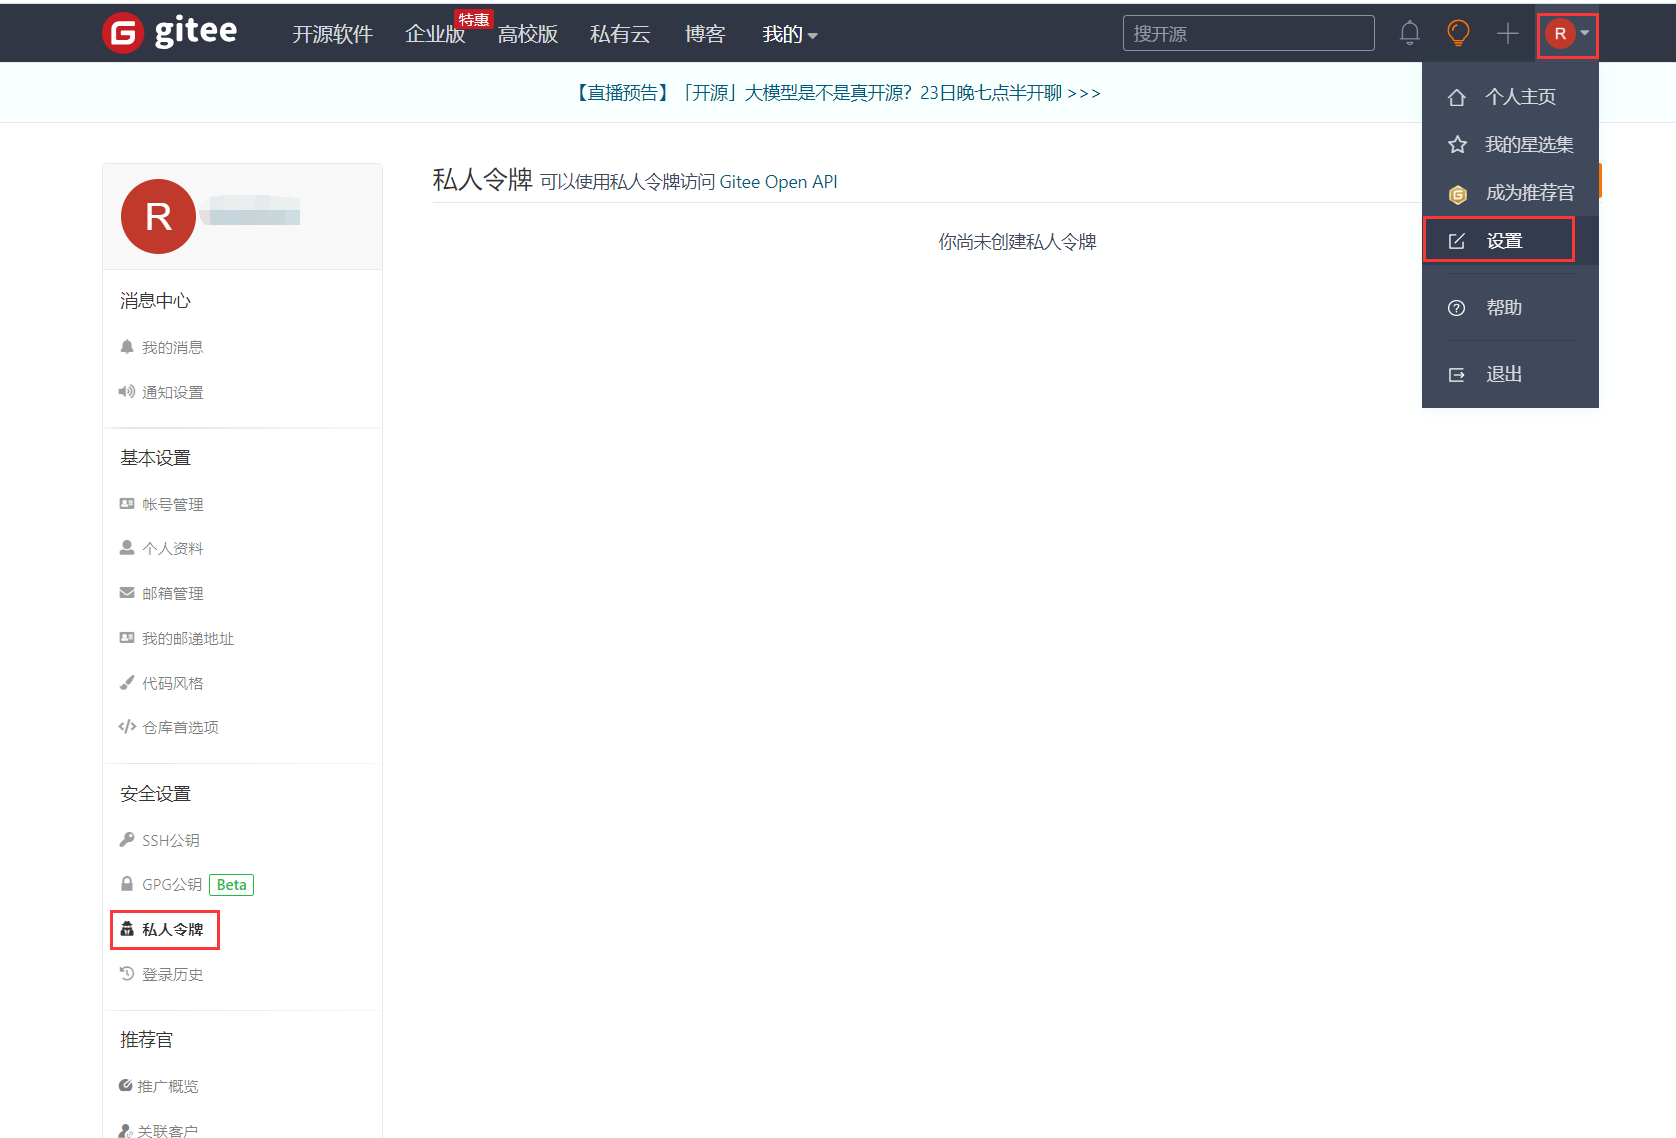 gitee
开源软件
企业版
特惠
高校版
私有云
博客
我的
搜开源
R
【直播预告】「开源」大模型是不是真开源？23日晚七点半开聊 >>>
个人主页
我的星选集
成为推荐官
设置
帮助
退出
R
消息中心
我的消息
通知设置
基本设置
帐号管理
个人资料
邮箱管理
我的邮递地址
代码风格
仓库首选项
安全设置
SSH公钥
GPG公钥 Beta
私人令牌
登录历史
推荐官
推广概览
关联客户
私人令牌 可以使用私人令牌访问 Gitee Open API
你尚未创建私人令牌